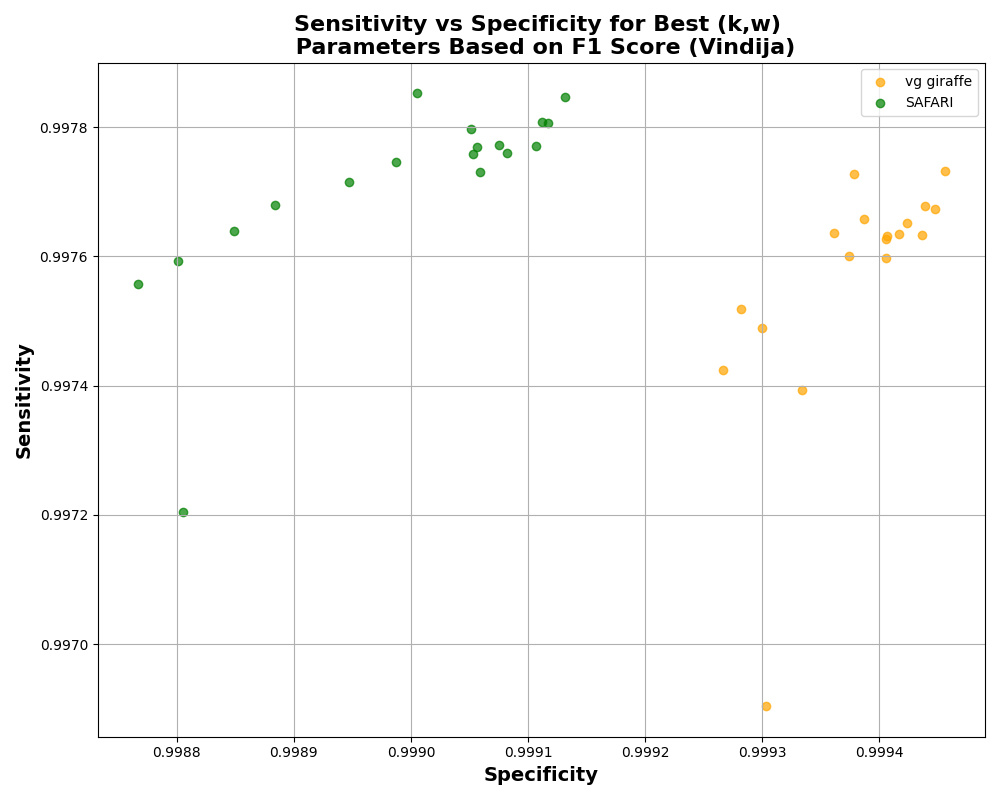 Sensitivity vs Specificity for Best (k,w)
Parameters Based on F1 Score (Vindija)
vg giraffe
SAFARI
Sensitivity
0.9978
0.9976
0.9974
0.9972
0.9970
0.9988
0.9989
0.9990
0.9991
0.9992
0.9993
0.9994
Specificity